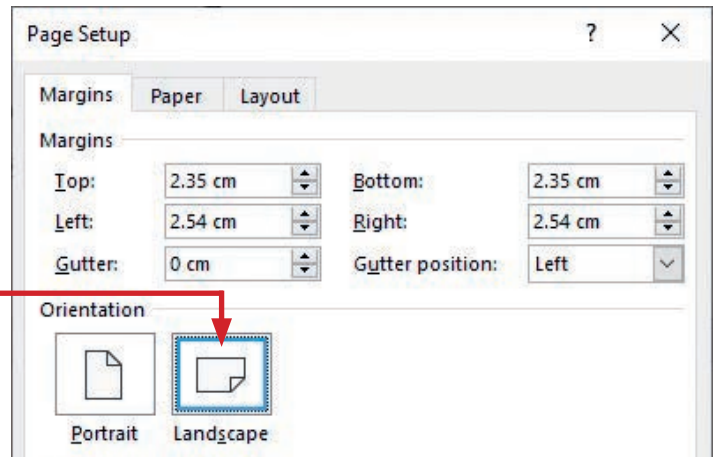 Page Setup ? X
Margins Paper Layout
Margins
Top: 2.35 cm Bottom: 2.35 cm
Left: 2.54 cm Right: 2.54 cm
Gutter: 0 cm Gutter position: Left
Orientation
Portrait Landscape